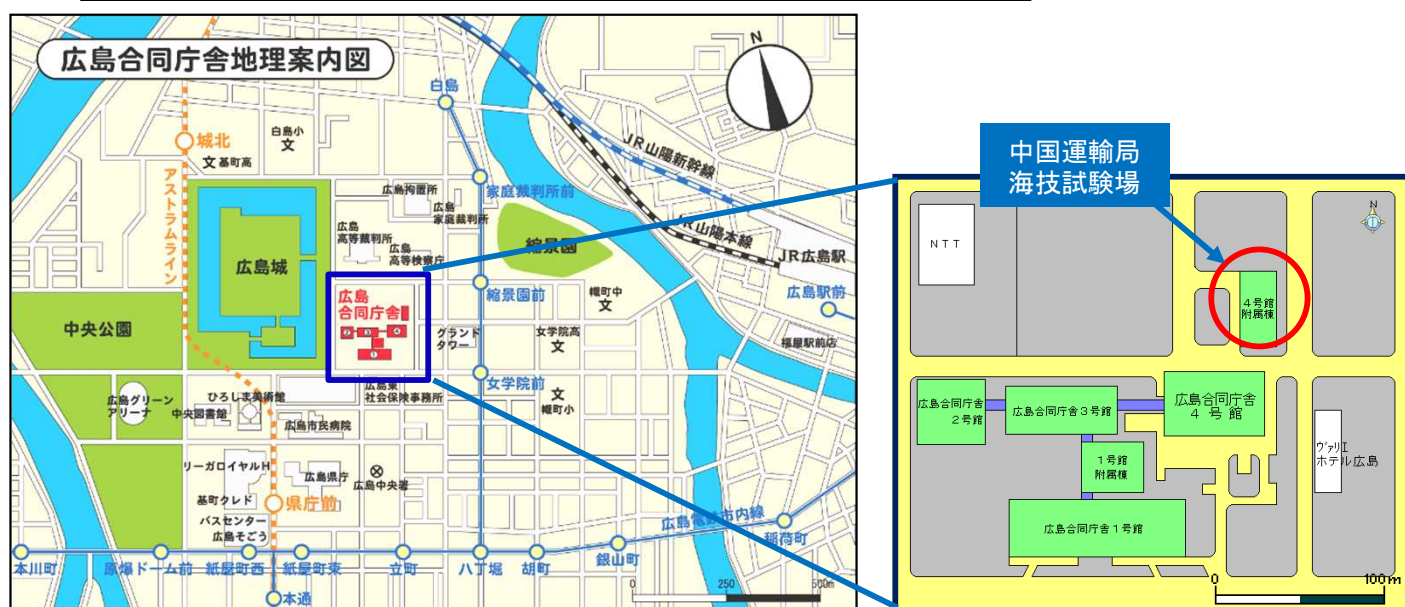 広島合同庁舎地理案内図
N
白島
城北
白島小
文
文 基町高
アストラムライン
JR山陽新幹線
広島拘置所
家庭裁判所前
広島
家庭裁判所
広島
高等裁判所
広島
高等検察庁
JR山陽本線
縮景園
JR広島駅
広島城
広島
合同庁舎
2
3
4
1
縮景園前
幟町中
文
広島駅前
中央公園
グランド
タワー
女学院高
文
福屋駅前店
女学院前
広島東
社会保険事務所
文
幟町小
広島グリーン
アリーナ
ひろしま美術館
中央図書館
広島市民病院
リーガロイヤルH
広島県庁
広島中央署
基町クレド
県庁前
バスセンター
広島そごう
広島電鉄市内線
稲荷町
銀山町
本川町
原爆ドーム前
紙屋町西
紙屋町東
立町
八丁堀
胡町
本通
0
250
500m
中国運輸局
海技試験場
N
NTT
4号館
附属棟
広島合同庁舎
2号館
広島合同庁舎3号館
広島合同庁舎
4 号 館
1号館
附属棟
ヴァリエ
ホテル広島
広島合同庁舎1号館
0
100m